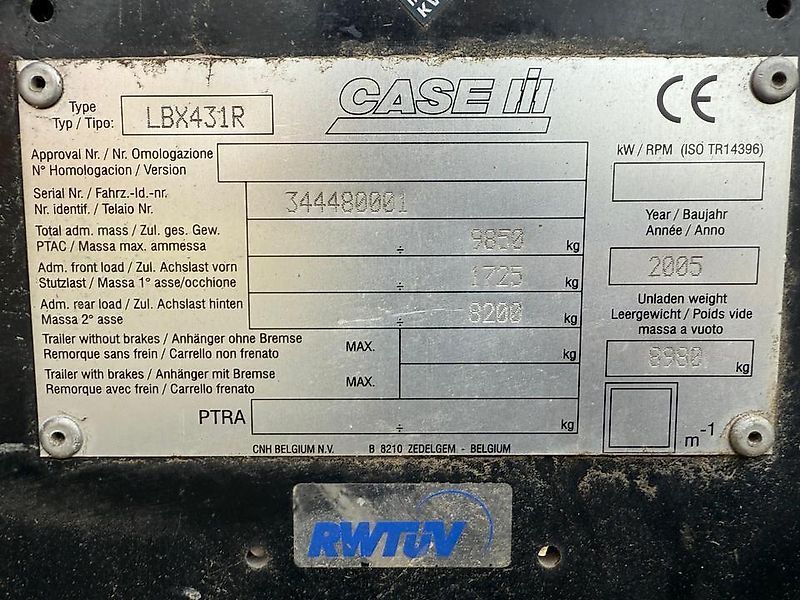 Type
Typ / Tipo: LBX431R
CASE IH
CE
Approval Nr. / Nr. Omologazione
N° Homologacion / Version
kW / RPM (ISO TR14396)
Serial Nr. / Fahrz.-Id.-nr.
Nr. identif. / Telaio Nr.
344480001
Year / Baujahr
Année / Anno
2005
Total adm. mass / Zul. ges. Gew.
PTAC / Massa max. ammessa
÷ 9850 kg
Adm. front load / Zul. Achslast vorn
Stutzlast / Massa 1° asse/occhione
÷ 1725 kg
Adm. rear load / Zul. Achslast hinten
Massa 2° asse
÷ 8200 kg
Unladen weight
Leergewicht / Poids vide
massa a vuoto
8980 kg
Trailer without brakes / Anhänger ohne Bremse
Remorque sans frein / Carrello non frenato
MAX. kg
Trailer with brakes / Anhänger mit Bremse
Remorque avec frein / Carrello frenato
MAX.
PTRA ÷ kg
m-1
CNH BELGIUM N.V. B 8210 ZEDELGEM - BELGIUM
RWTÜV